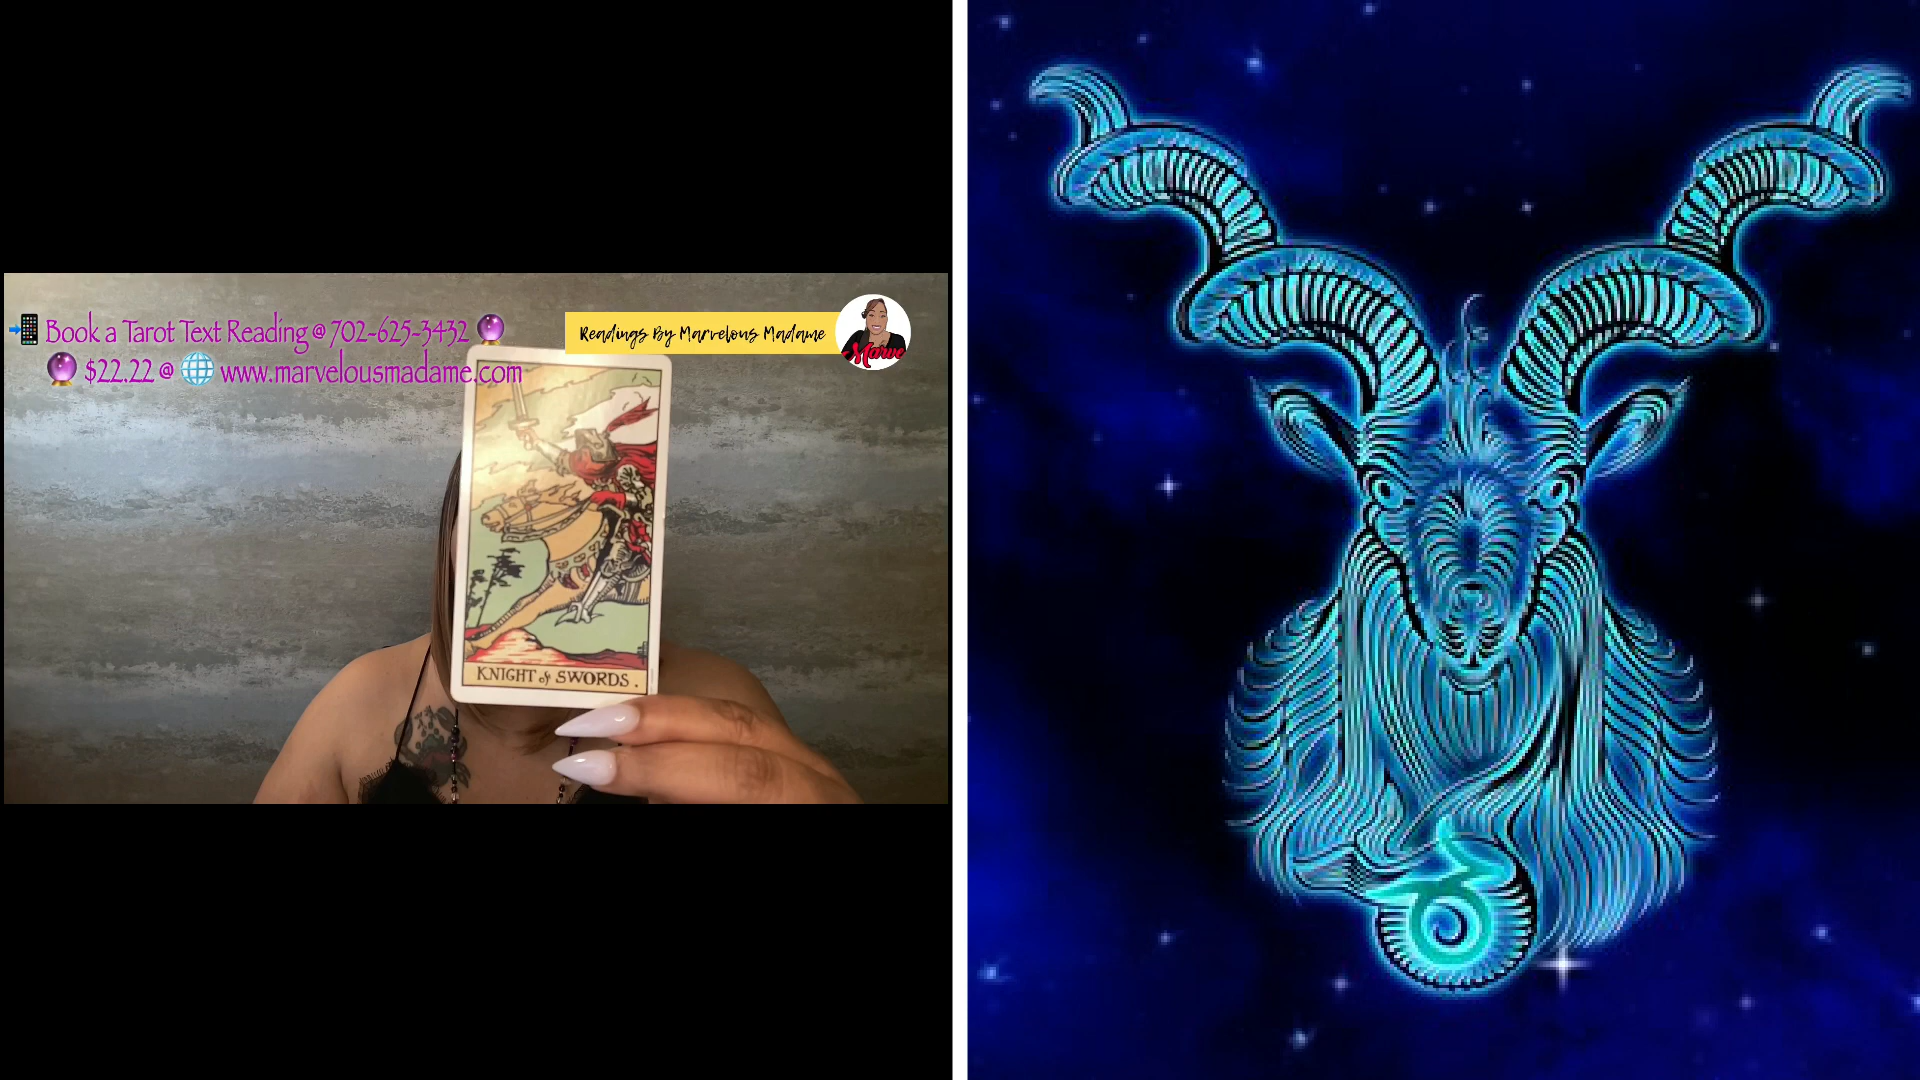 Book a Tarot Text Reading @ 702-625-3432
$22.22 @ www.marvelousmadame.com
Readings By Marvelous Madame
Marve
KNIGHT of SWORDS.